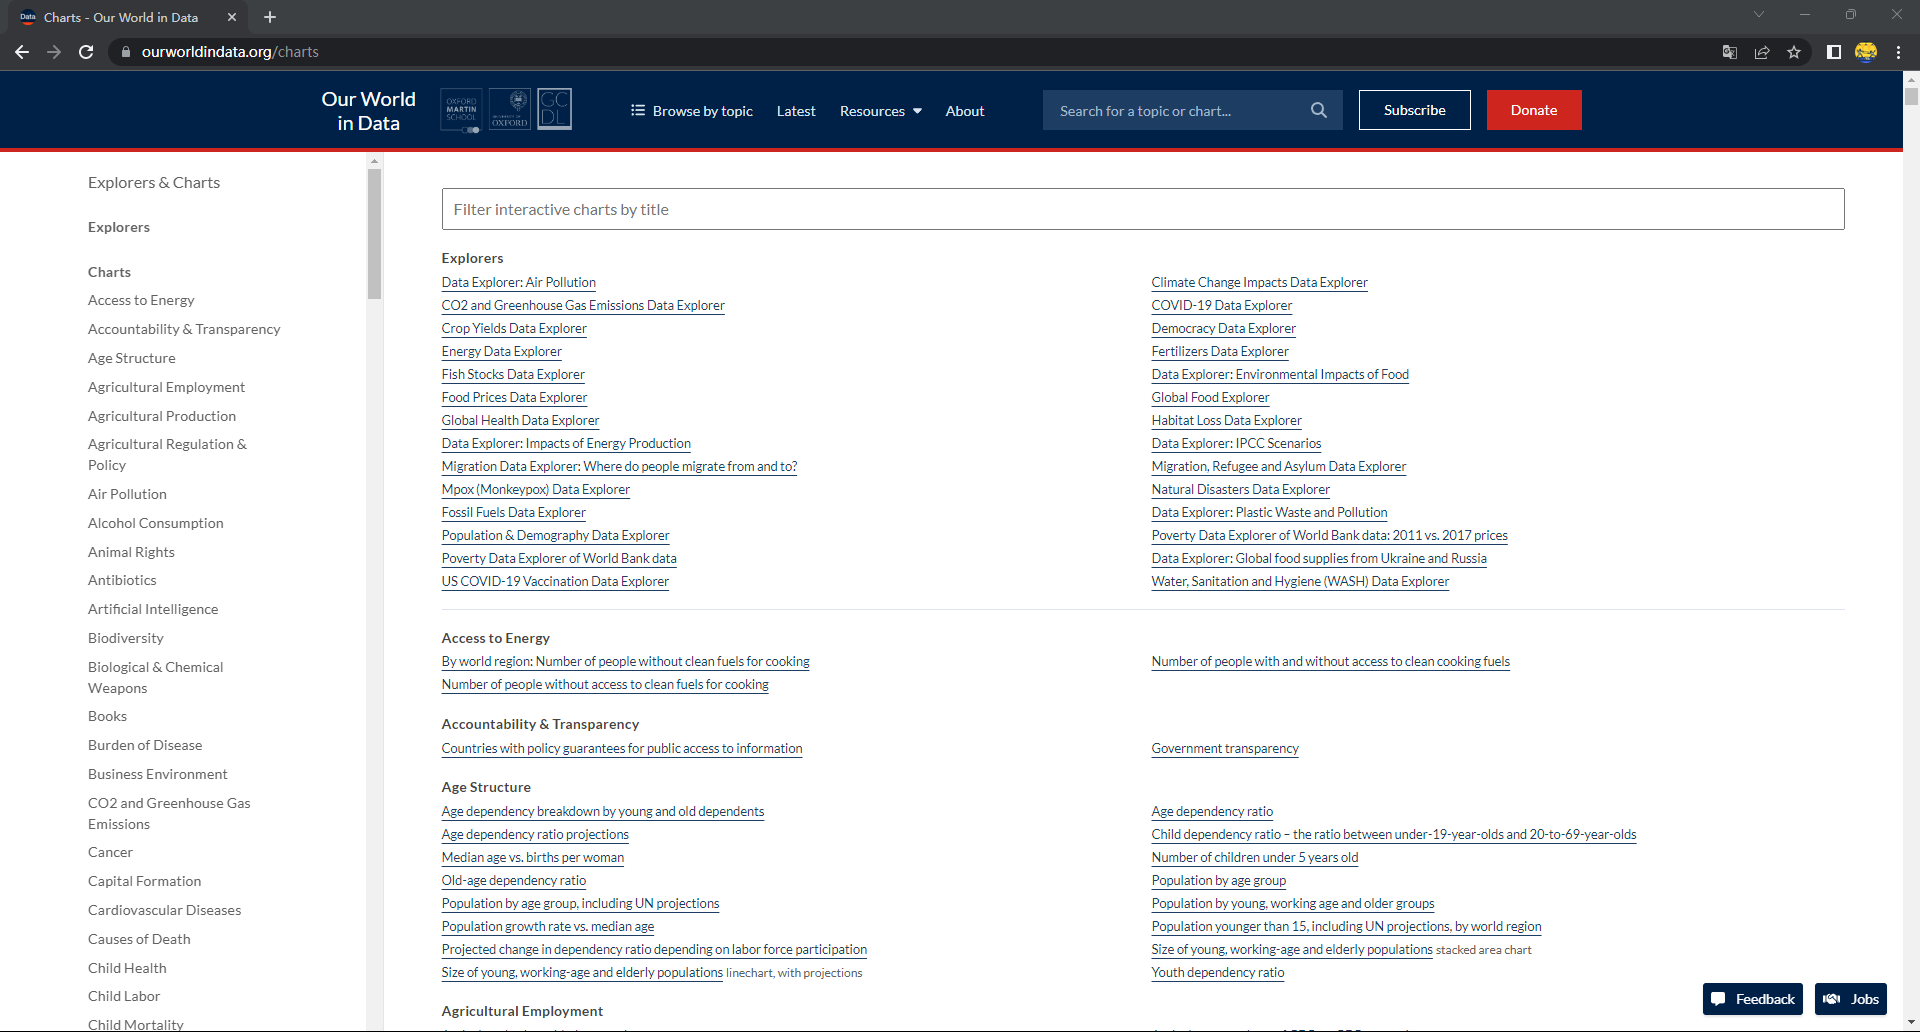 Charts - Our World in Data
ourworldindata.org/charts
Our World
in Data
OXFORD
MARTIN
SCHOOL
UNIVERSITY OF
OXFORD
GC
DL
Browse by topic
Latest
Resources
About
Search for a topic or chart...
Subscribe
Donate
Explorers & Charts
Explorers
Charts
Access to Energy
Accountability & Transparency
Age Structure
Agricultural Employment
Agricultural Production
Agricultural Regulation &
Policy
Air Pollution
Alcohol Consumption
Animal Rights
Antibiotics
Artificial Intelligence
Biodiversity
Biological & Chemical
Weapons
Books
Burden of Disease
Business Environment
CO2 and Greenhouse Gas
Emissions
Cancer
Capital Formation
Cardiovascular Diseases
Causes of Death
Child Health
Child Labor
Child Mortality
Filter interactive charts by title
Explorers
Data Explorer: Air Pollution
Climate Change Impacts Data Explorer
CO2 and Greenhouse Gas Emissions Data Explorer
COVID-19 Data Explorer
Crop Yields Data Explorer
Democracy Data Explorer
Energy Data Explorer
Fertilizers Data Explorer
Fish Stocks Data Explorer
Data Explorer: Environmental Impacts of Food
Food Prices Data Explorer
Global Food Explorer
Global Health Data Explorer
Habitat Loss Data Explorer
Data Explorer: Impacts of Energy Production
Data Explorer: IPCC Scenarios
Migration Data Explorer: Where do people migrate from and to?
Migration, Refugee and Asylum Data Explorer
Mpox (Monkeypox) Data Explorer
Natural Disasters Data Explorer
Fossil Fuels Data Explorer
Data Explorer: Plastic Waste and Pollution
Population & Demography Data Explorer
Poverty Data Explorer of World Bank data: 2011 vs. 2017 prices
Poverty Data Explorer of World Bank data
Data Explorer: Global food supplies from Ukraine and Russia
US COVID-19 Vaccination Data Explorer
Water, Sanitation and Hygiene (WASH) Data Explorer
Access to Energy
By world region: Number of people without clean fuels for cooking
Number of people with and without access to clean cooking fuels
Number of people without access to clean fuels for cooking
Accountability & Transparency
Countries with policy guarantees for public access to information
Government transparency
Age Structure
Age dependency breakdown by young and old dependents
Age dependency ratio
Age dependency ratio projections
Child dependency ratio – the ratio between under-19-year-olds and 20-to-69-year-olds
Median age vs. births per woman
Number of children under 5 years old
Old-age dependency ratio
Population by age group
Population by age group, including UN projections
Population by young, working age and older groups
Population growth rate vs. median age
Population younger than 15, including UN projections, by world region
Projected change in dependency ratio depending on labor force participation
Size of young, working-age and elderly populations stacked area chart
Size of young, working-age and elderly populations linechart, with projections
Youth dependency ratio
Agricultural Employment
Feedback
Jobs